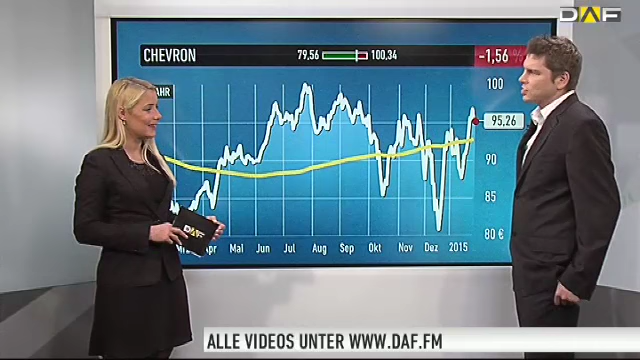 DAF
CHEVRON 79,56 100,34 -1,56 %
AHR
100
95,26
90
85
80 €
Apr Mai Jun Jul Aug Sep Okt Nov Dez 2015
DAF
ALLE VIDEOS UNTER WWW.DAF.FM